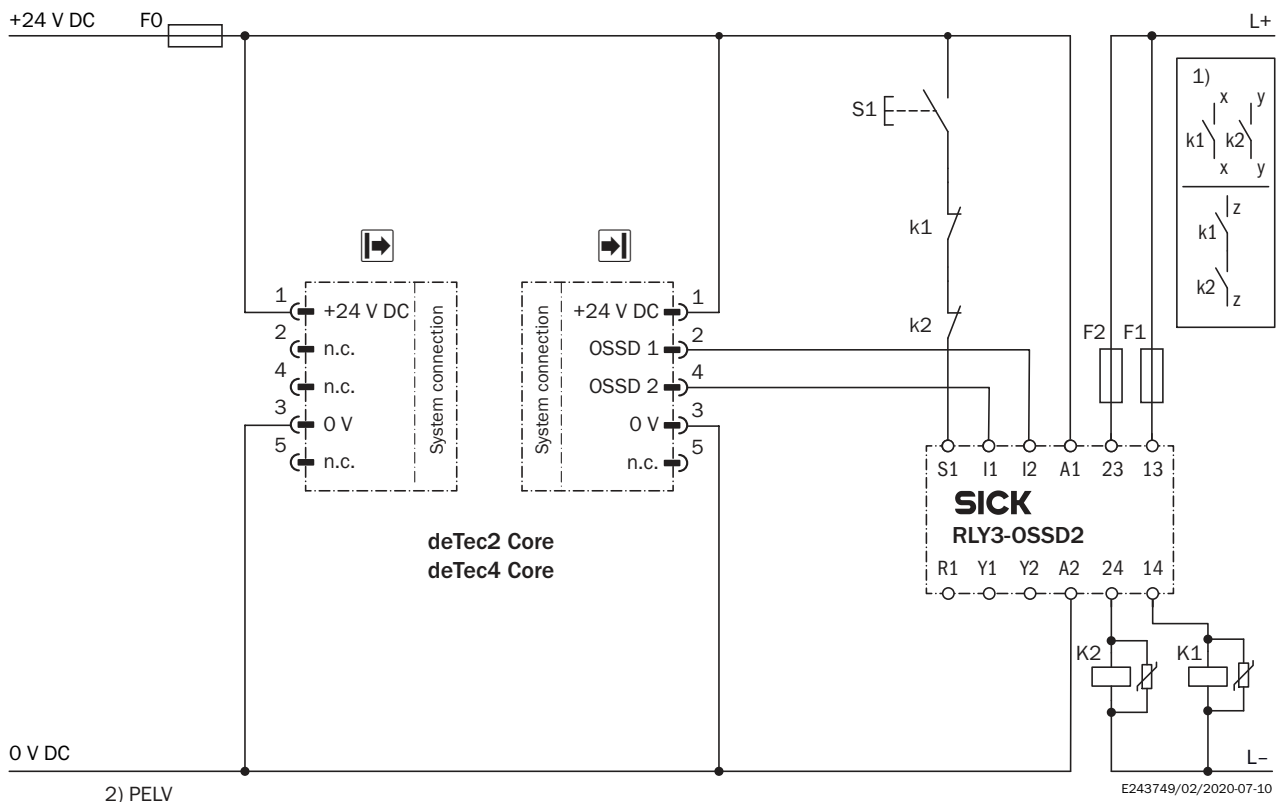 +24 V DC
F0
L+
1)
x
y
k1
k2
x
y
z
k1
k2
z
S1
k1
k2
F2
F1
1
+24 V DC
2
n.c.
4
n.c.
3
0 V
5
n.c.
System connection
System connection
+24 V DC
1
OSSD 1
2
OSSD 2
4
0 V
3
n.c.
5
deTec2 Core
deTec4 Core
S1
I1
I2
A1
23
13
SICK
RLY3-OSSD2
R1
Y1
Y2
A2
24
14
K2
K1
0 V DC
L–
2) PELV
E243749/02/2020-07-10